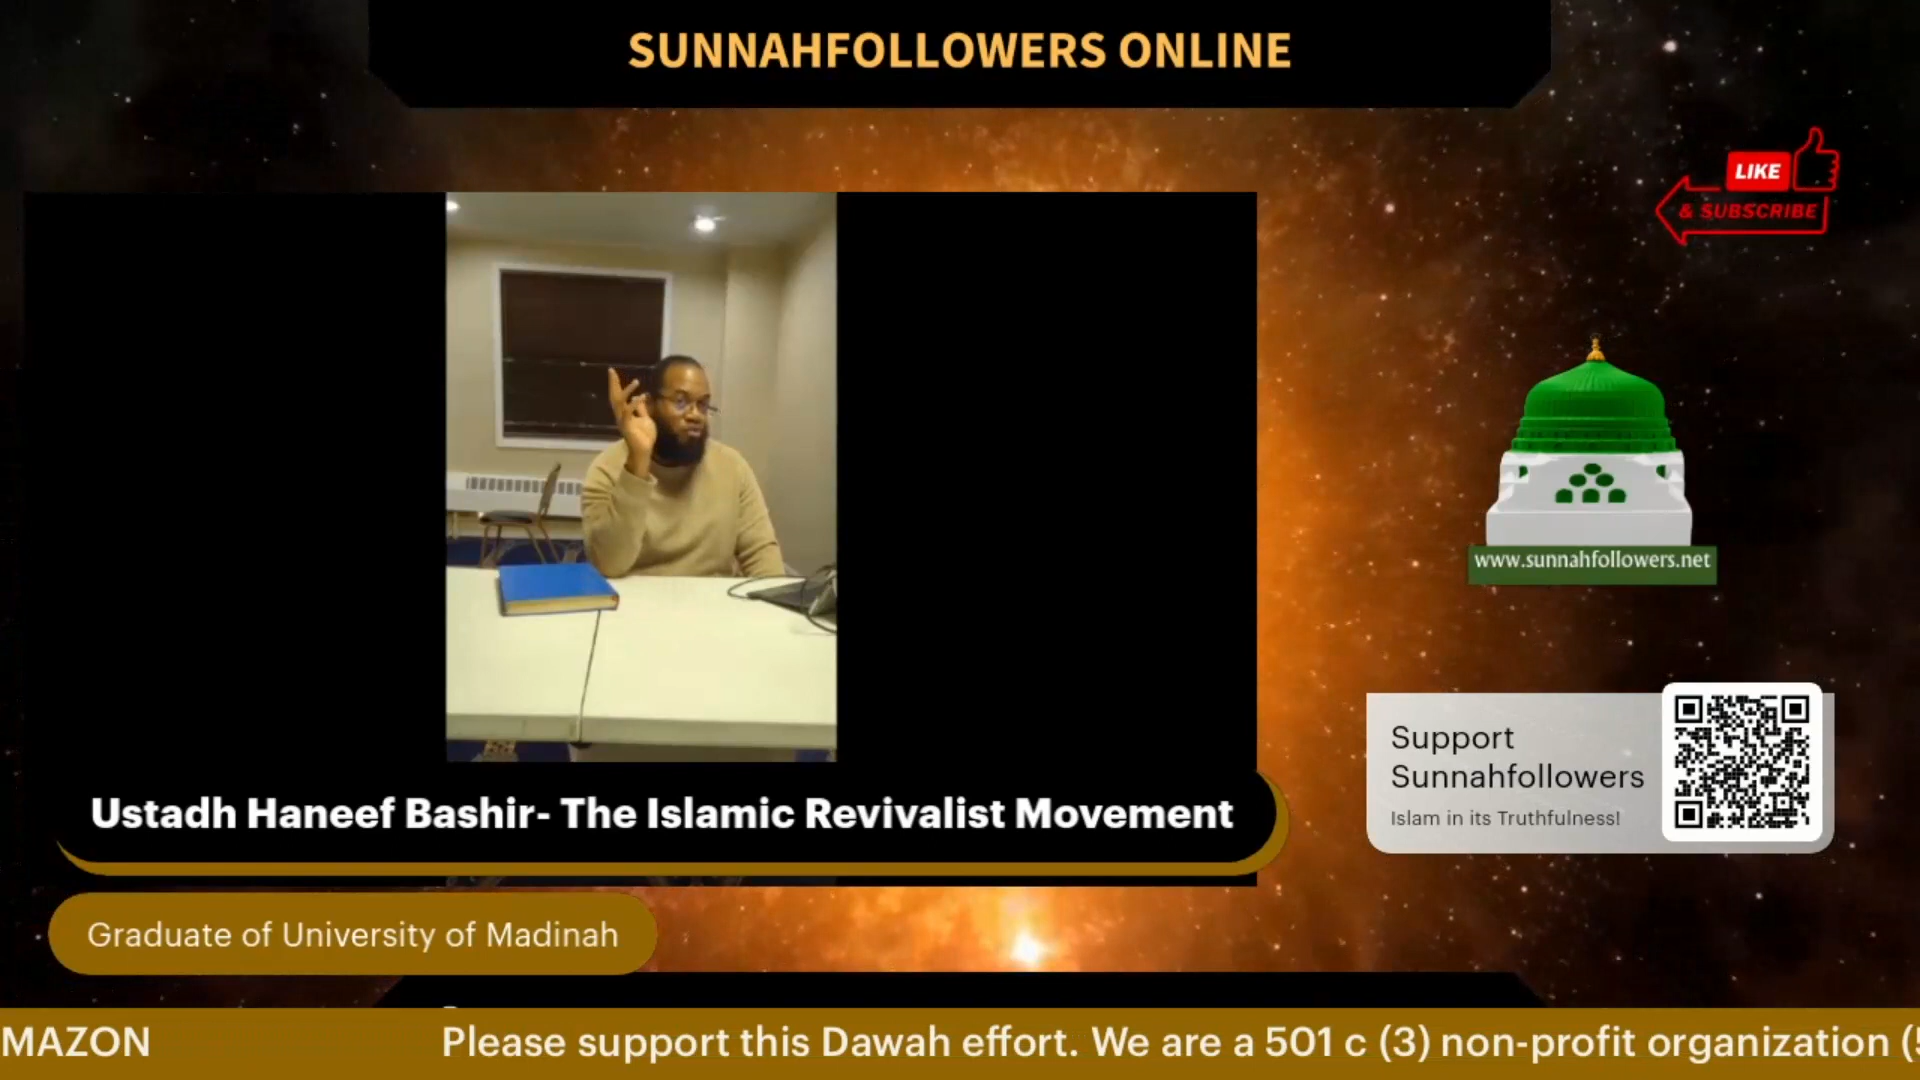 SUNNAHFOLLOWERS ONLINE
LIKE
& SUBSCRIBE
www.sunnahfollowers.net
Support
Sunnahfollowers
Islam in its Truthfulness!
Ustadh Haneef Bashir- The Islamic Revivalist Movement
Graduate of University of Madinah
MAZON Please support this Dawah effort. We are a 501 c (3) non-profit organization (